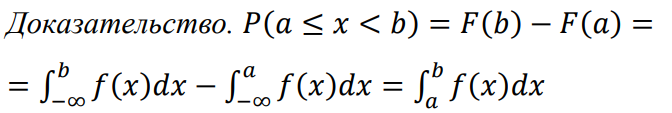 Доказательство. P(a ≤ x < b) = F(b) − F(a) =
= ∫_{−∞}^{b} f(x)dx − ∫_{−∞}^{a} f(x)dx = ∫_{a}^{b} f(x)dx